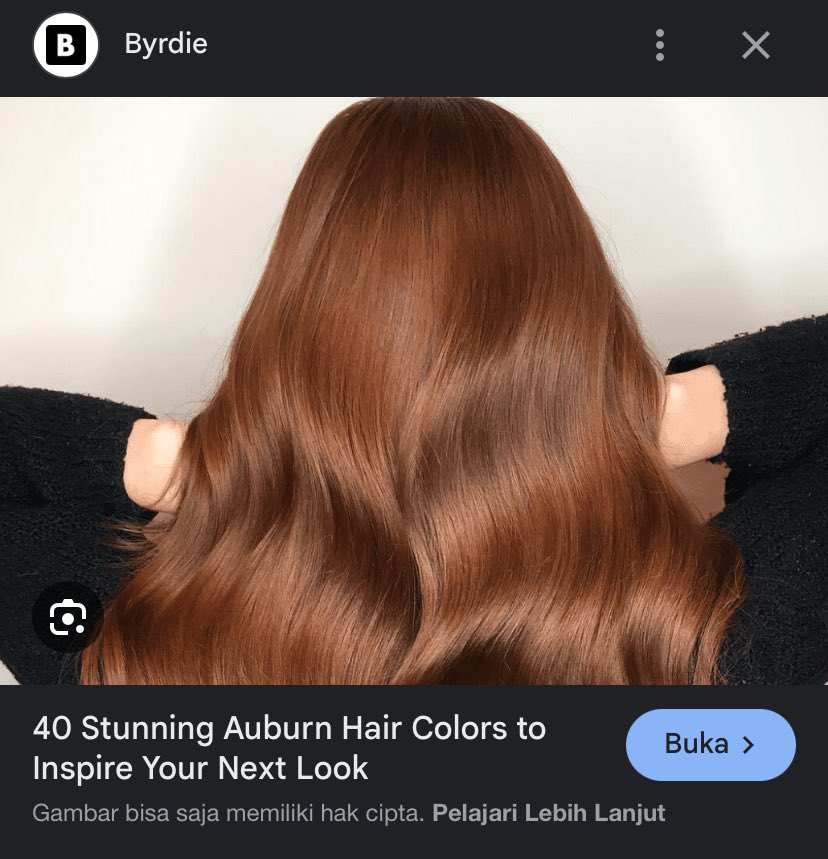 B
Byrdie
40 Stunning Auburn Hair Colors to
Inspire Your Next Look
Buka
Gambar bisa saja memiliki hak cipta. Pelajari Lebih Lanjut